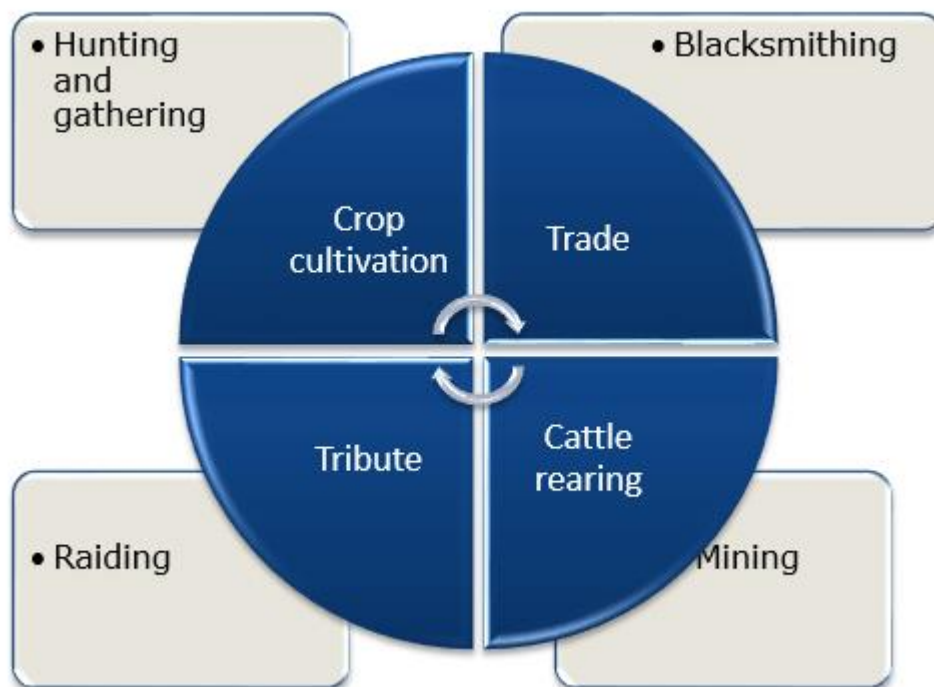 • Hunting
and
gathering
• Blacksmithing
Crop
cultivation
Trade
Tribute
Cattle
rearing
• Raiding
Mining